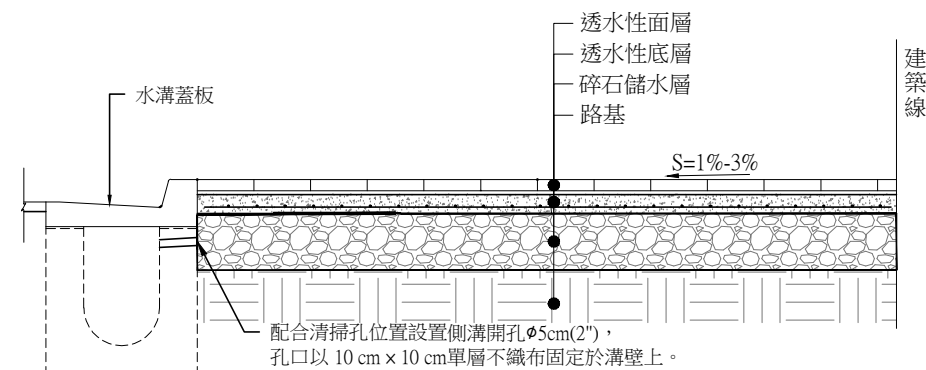 透水性面層
透水性底層
碎石儲水層
路基
建築線
水溝蓋板
S=1%-3%
配合清掃孔位置設置側溝開孔φ5cm(2")，
孔口以 10 cm × 10 cm單層不織布固定於溝壁上。